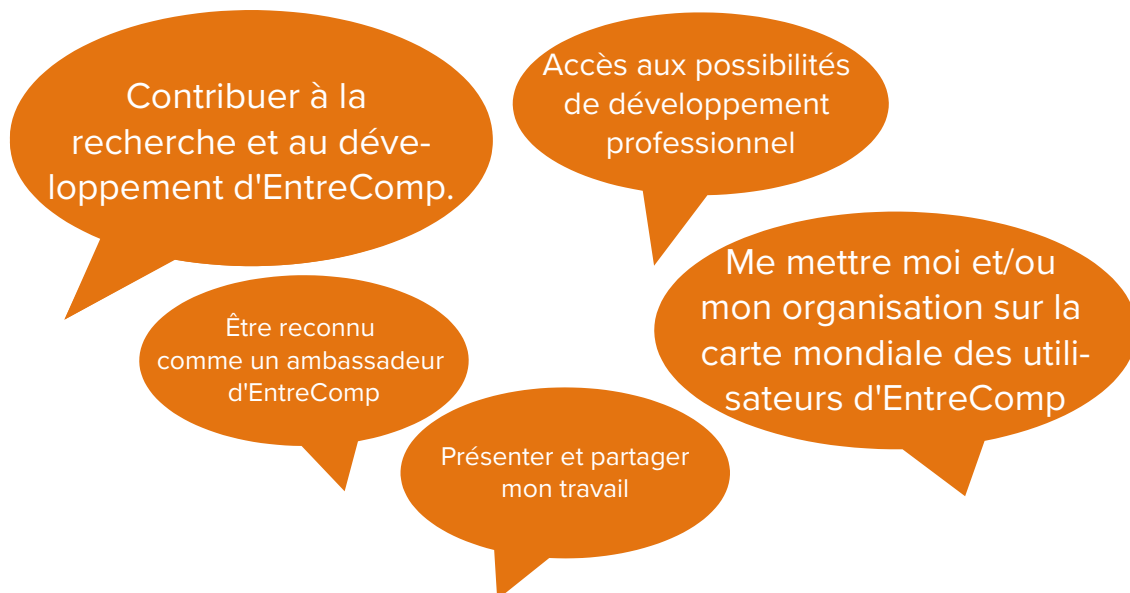 Contribuer à la
recherche et au déve-
loppement d'EntreComp.
Accès aux possibilités
de développement
professionnel
Me mettre moi et/ou
mon organisation sur la
carte mondiale des utili-
sateurs d'EntreComp
Être reconnu
comme un ambassadeur
d'EntreComp
Présenter et partager
mon travail